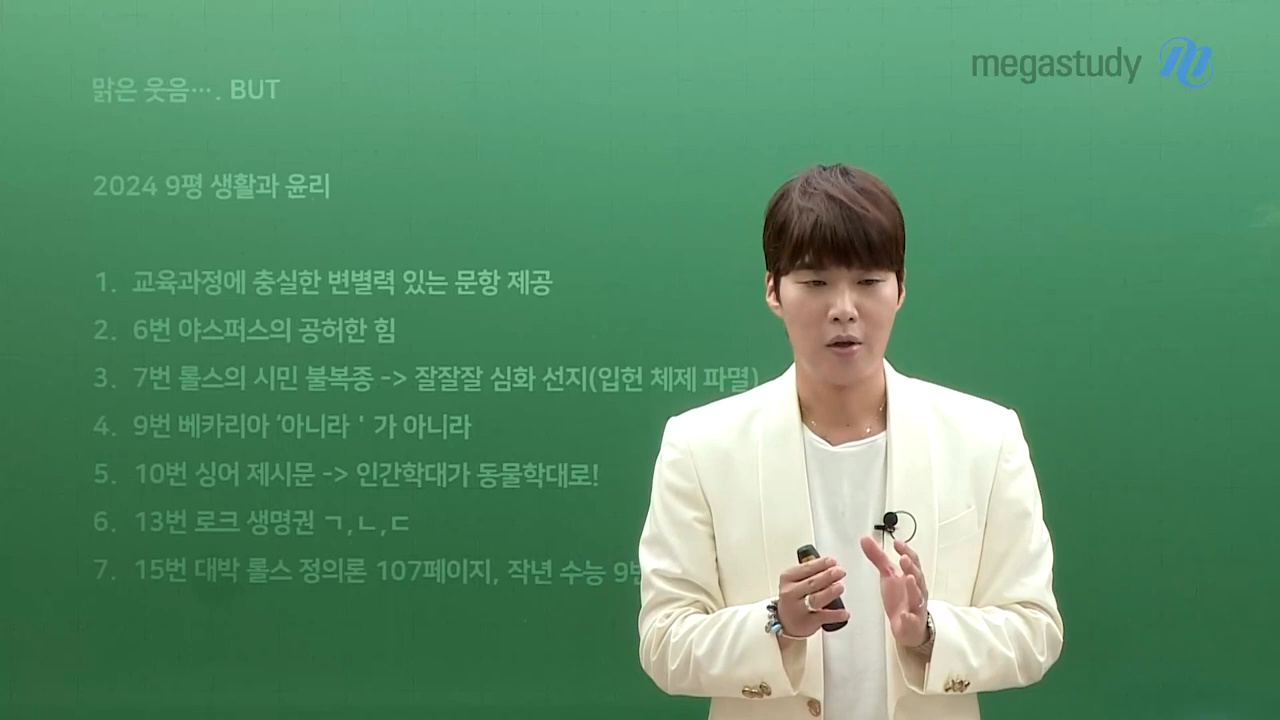 megastudy
맑은 웃음…. BUT
2024 9평 생활과 윤리
1. 교육과정에 충실한 변별력 있는 문항 제공
2. 6번 야스퍼스의 공허한 힘
3. 7번 롤스의 시민 불복종 -> 잘잘잘 심화 선지(입헌 체제 파멸)
4. 9번 베카리아 ‘아니라 ' 가 아니라
5. 10번 싱어 제시문 -> 인간학대가 동물학대로!
6. 13번 로크 생명권 ㄱ,ㄴ,ㄷ
7. 15번 대박 롤스 정의론 107페이지, 작년 수능 9번